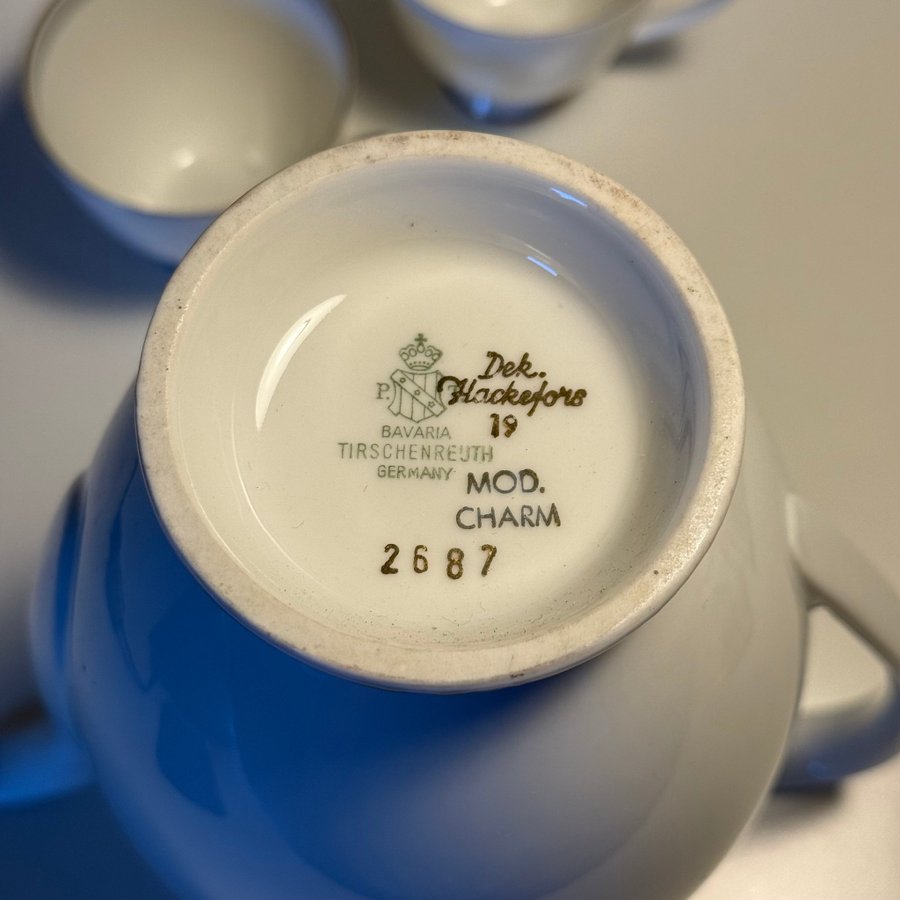 P.
BAVARIA
TIRSCHENREUTH
GERMANY
Dek.
Hackefors
19
MOD.
CHARM
2687